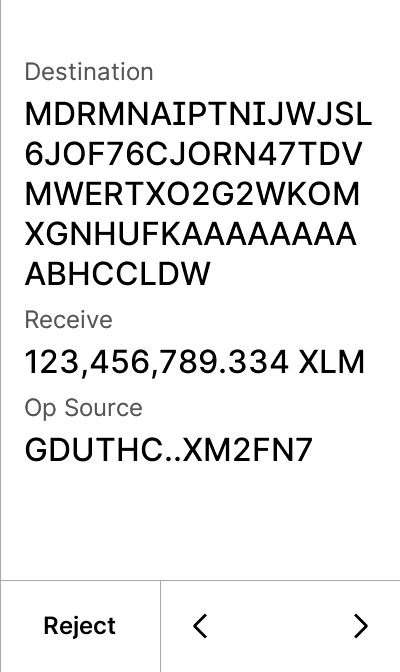 Destination
MDRMNAIPTNIJWJSL
6JOF76CJORN47TDV
MWERTXO2G2WKOM
XGNHUFKAAAAAAAA
ABHCCLDW
Receive
123,456,789.334 XLM
Op Source
GDUTHC..XM2FN7
Reject